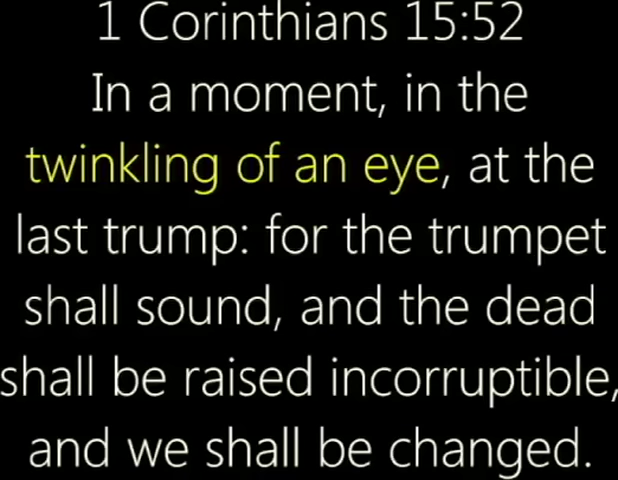 1 Corinthians 15:52
In a moment, in the
twinkling of an eye, at the
last trump: for the trumpet
shall sound, and the dead
shall be raised incorruptible,
and we shall be changed.